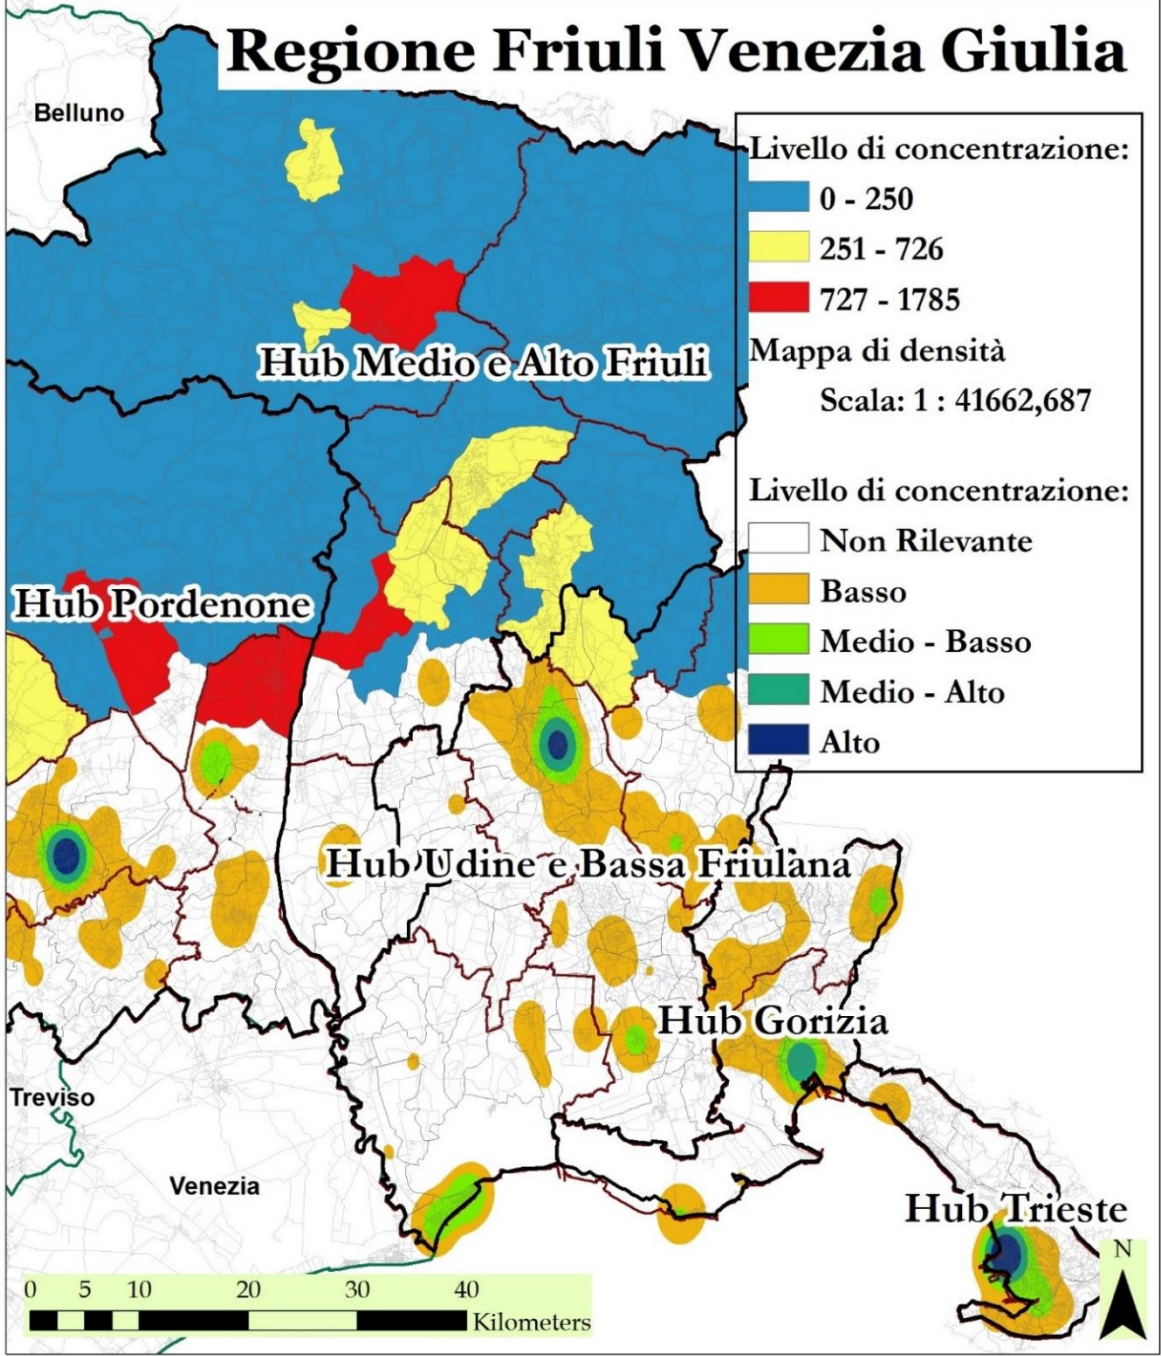 Regione Friuli Venezia Giulia
Belluno
Livello di concentrazione:
0 - 250
251 - 726
727 - 1785
Mappa di densità
Scala: 1 : 41662,687
Livello di concentrazione:
Non Rilevante
Basso
Medio - Basso
Medio - Alto
Alto
Hub Medio e Alto Friuli
Hub Pordenone
Hub Udine e Bassa Friulana
Hub Gorizia
Treviso
Venezia
Hub Trieste
N
0 5 10 20 30 40
Kilometers